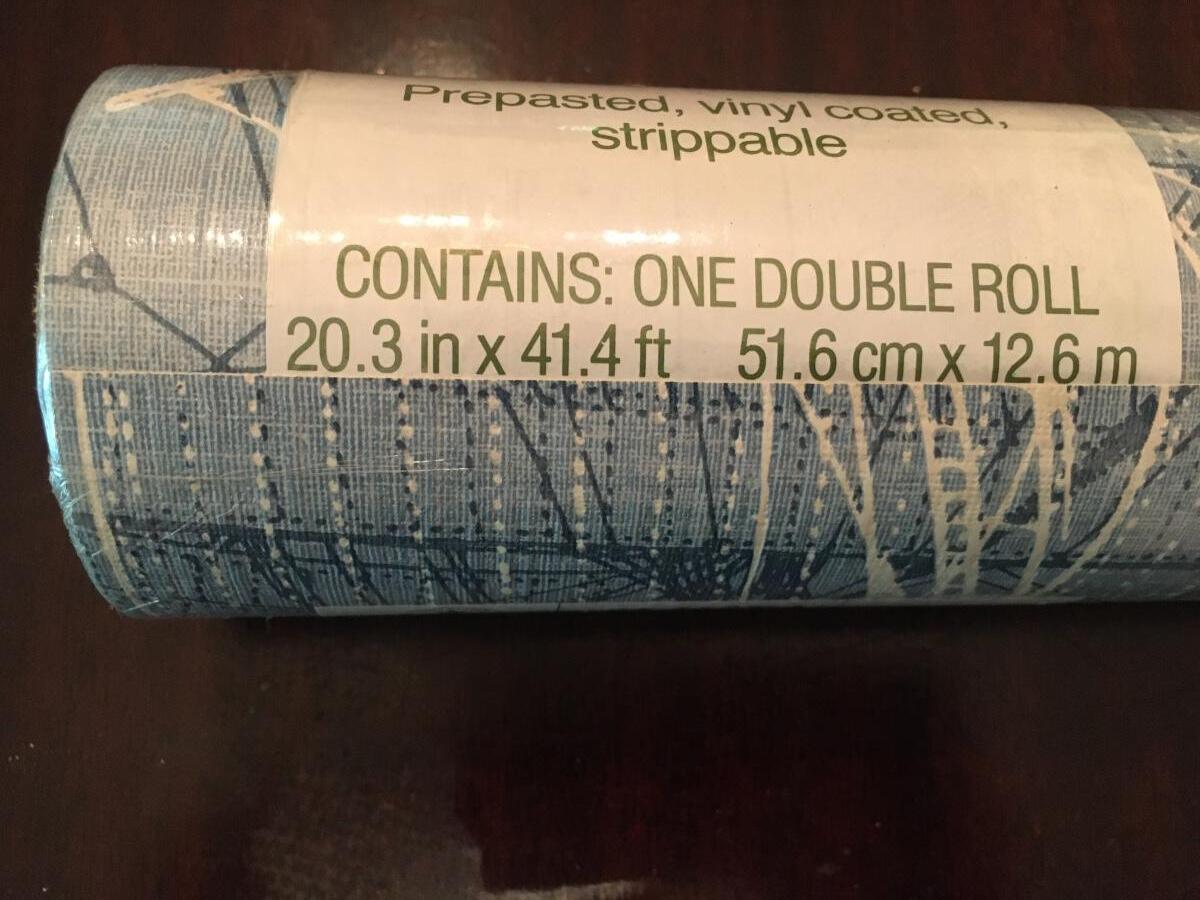 Prepasted, vinyl coated,
strippable
CONTAINS: ONE DOUBLE ROLL
20.3 in x 41.4 ft 51.6 cm x 12.6 m